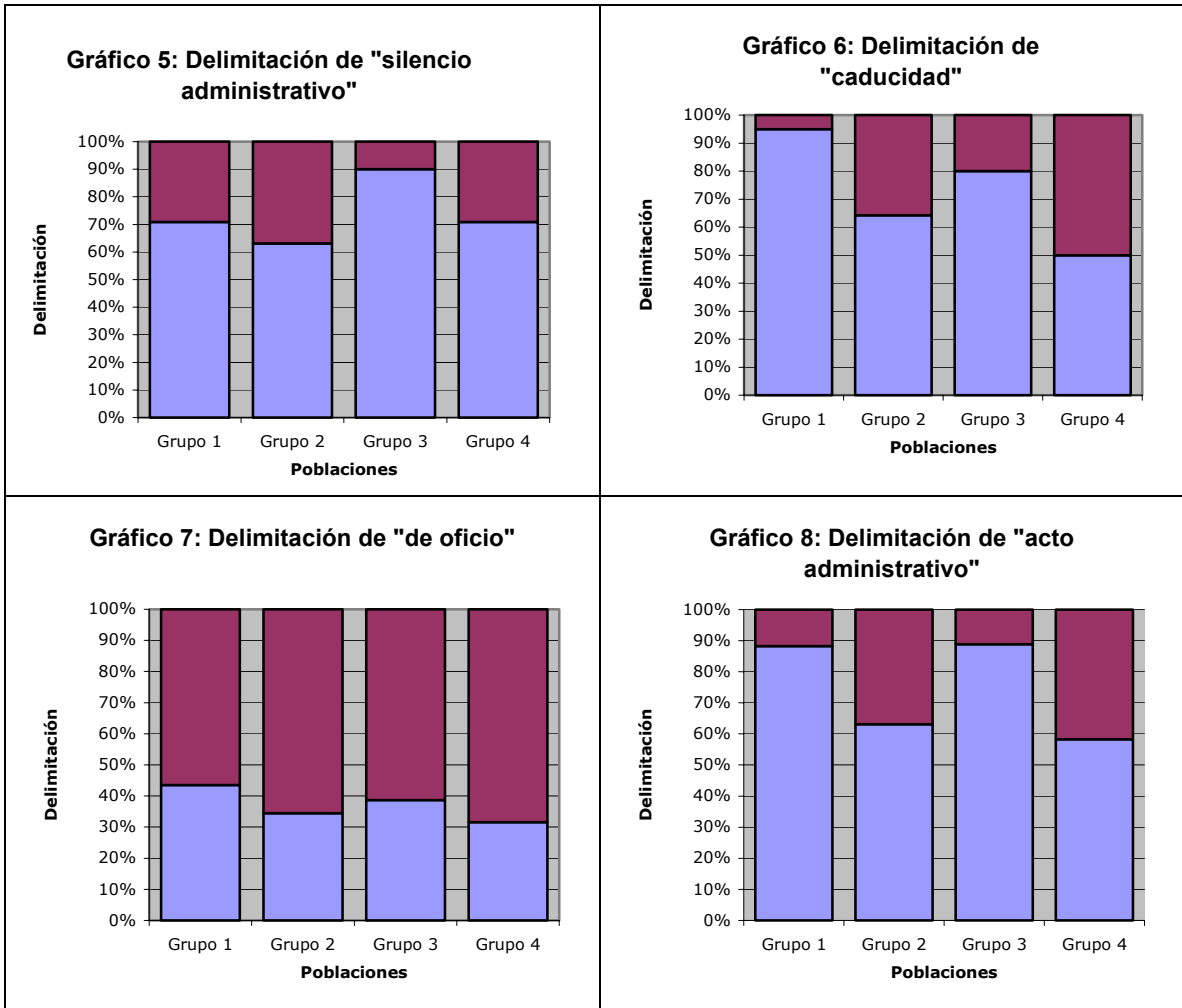 Gráfico 5: Delimitación de "silencio
administrativo"
100%
90%
80%
70%
60%
50%
40%
30%
20%
10%
0%
Delimitación
Grupo 1 Grupo 2 Grupo 3 Grupo 4
Poblaciones
Gráfico 6: Delimitación de
"caducidad"
100%
90%
80%
70%
60%
50%
40%
30%
20%
10%
0%
Delimitación
Grupo 1 Grupo 2 Grupo 3 Grupo 4
Poblaciones
Gráfico 7: Delimitación de "de oficio"
100%
90%
80%
70%
60%
50%
40%
30%
20%
10%
0%
Delimitación
Grupo 1 Grupo 2 Grupo 3 Grupo 4
Poblaciones
Gráfico 8: Delimitación de "acto
administrativo"
100%
90%
80%
70%
60%
50%
40%
30%
20%
10%
0%
Delimitación
Grupo 1 Grupo 2 Grupo 3 Grupo 4
Poblaciones